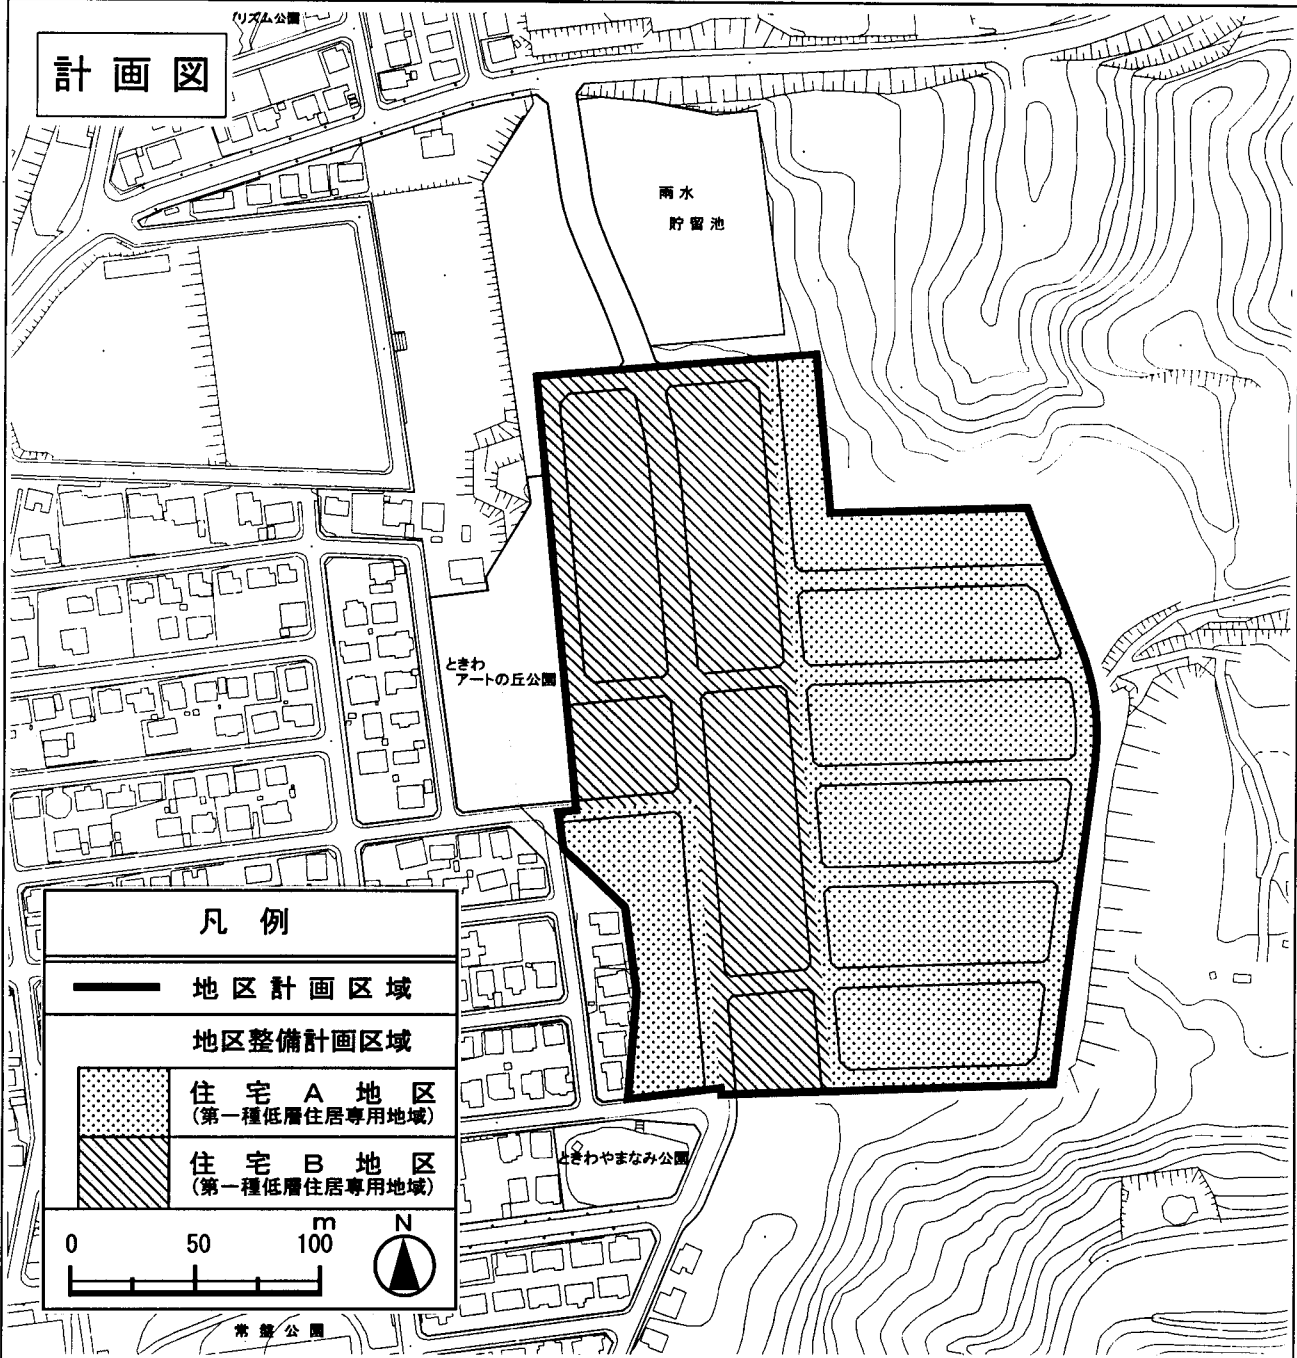 リズム公園
計画図
雨水
貯留池
ときわ
アートの丘公園
凡例
地区計画区域
地区整備計画区域
住宅A地区
(第一種低層住居専用地域)
住宅B地区
(第一種低層住居専用地域)
ときわやまなみ公園
m
N
0 50 100
常盤公園